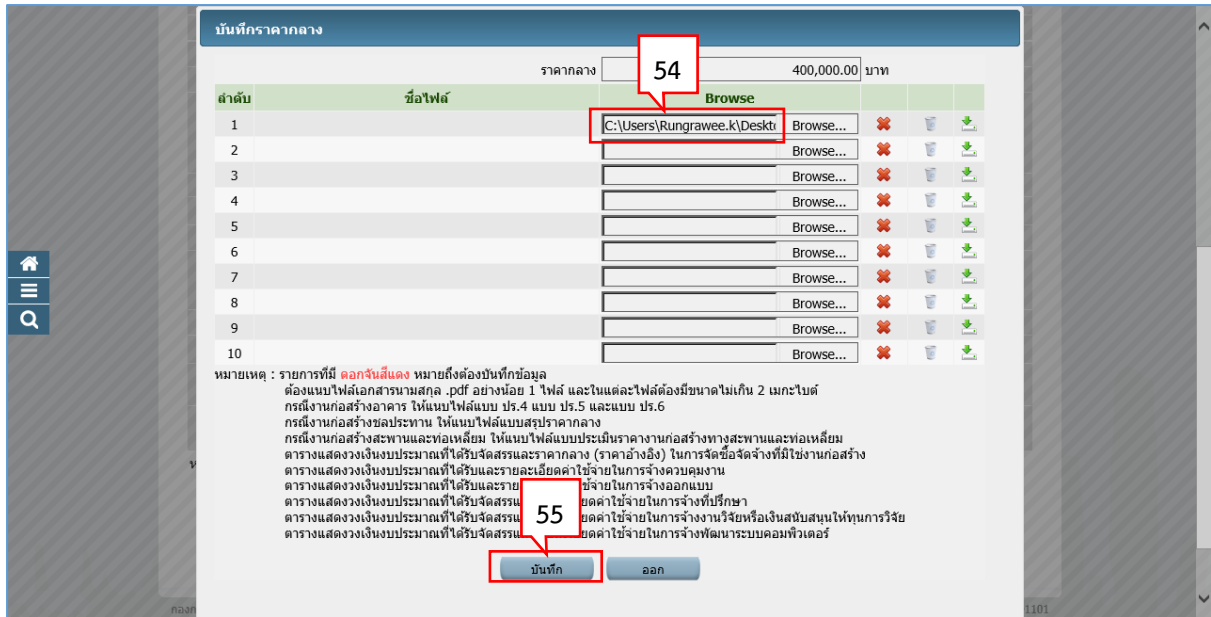 บันทึกราคากลาง
54
ราคากลาง 400,000.00 บาท
ลำดับ ชื่อไฟล์ Browse
1 C:\Users\Rungrawee.k\Deskt Browse...
2 Browse...
3 Browse...
4 Browse...
5 Browse...
6 Browse...
7 Browse...
8 Browse...
9 Browse...
10 Browse...
หมายเหตุ : รายการที่มี ดอกจันสีแดง หมายถึงต้องบันทึกข้อมูล
ต้องแนบไฟล์เอกสารนามสกุล .pdf อย่างน้อย 1 ไฟล์ และในแต่ละไฟล์ต้องมีขนาดไม่เกิน 2 เมกะไบต์
กรณีงานก่อสร้างอาคาร ให้แนบไฟล์แบบ ปร.4 แบบ ปร.5 และแบบ ปร.6
กรณีงานก่อสร้างชลประทาน ให้แนบไฟล์แบบสรุปราคากลาง
กรณีงานก่อสร้างสะพานและท่อเหลี่ยม ให้แนบไฟล์แบบประเมินราคางานก่อสร้างทางสะพานและท่อเหลี่ยม
ตารางแสดงวงเงินงบประมาณที่ได้รับจัดสรรและราคากลาง (ราคาอ้างอิง) ในการจัดซื้อจัดจ้างที่มิใช่งานก่อสร้าง
ตารางแสดงวงเงินงบประมาณที่ได้รับและรายละเอียดค่าใช้จ่ายในการจ้างควบคุมงาน
ตารางแสดงวงเงินงบประมาณที่ได้รับและราย ใช้จ่ายในการจ้างออกแบบ
ตารางแสดงวงเงินงบประมาณที่ได้รับจัดสรร ยดค่าใช้จ่ายในการจ้างที่ปรึกษา
ตารางแสดงวงเงินงบประมาณที่ได้รับจัดสรรแ ยดค่าใช้จ่ายในการจ้างงานวิจัยหรือเงินสนับสนุนให้ทุนการวิจัย
ตารางแสดงวงเงินงบประมาณที่ได้รับจัดสรรแ ยดค่าใช้จ่ายในการจ้างพัฒนาระบบคอมพิวเตอร์
55
บันทึก ออก
1101